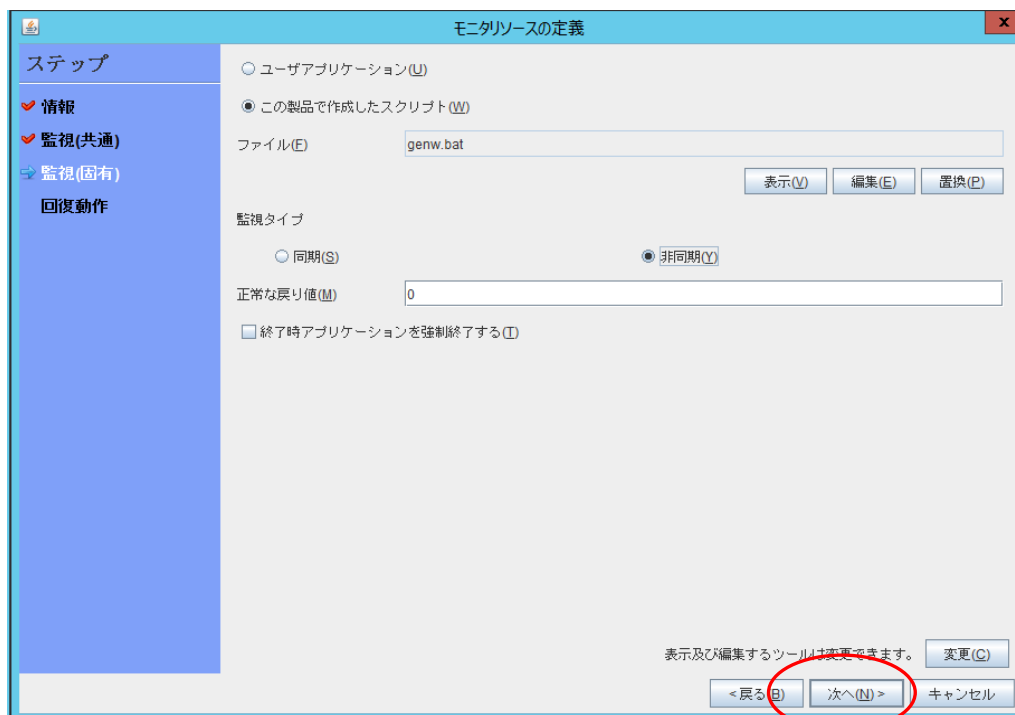 モニタリソースの定義
x
ステップ
情報
監視(共通)
監視(固有)
回復動作
ユーザアプリケーション(U)
この製品で作成したスクリプト(W)
ファイル(F)
genw.bat
表示(V)
編集(E)
置換(P)
監視タイプ
同期(S)
非同期(Y)
正常な戻り値(M)
0
終了時アプリケーションを強制終了する(T)
表示及び編集するツールは変更できます。
変更(C)
<戻る(B)
次へ(N)>
キャンセル